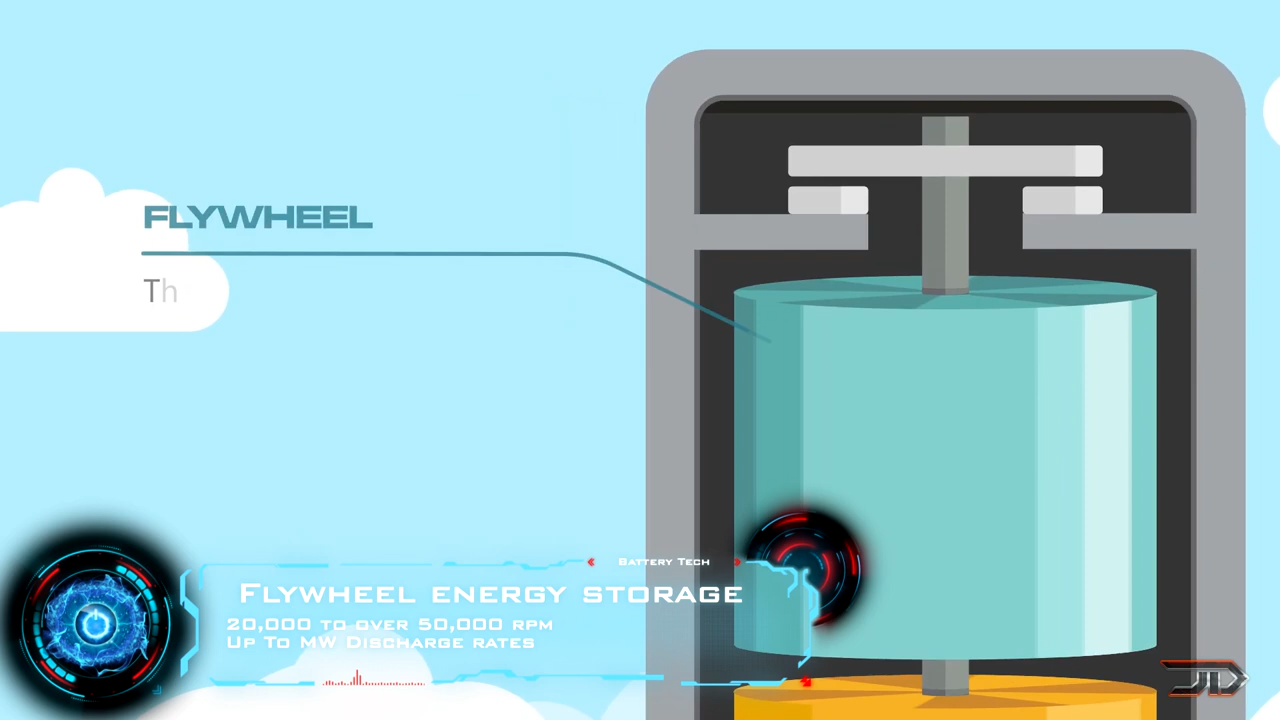 FLYWHEEL
Th
Battery Tech
Flywheel energy storage
20,000 to over 50,000 rpm
Up To MW Discharge rates